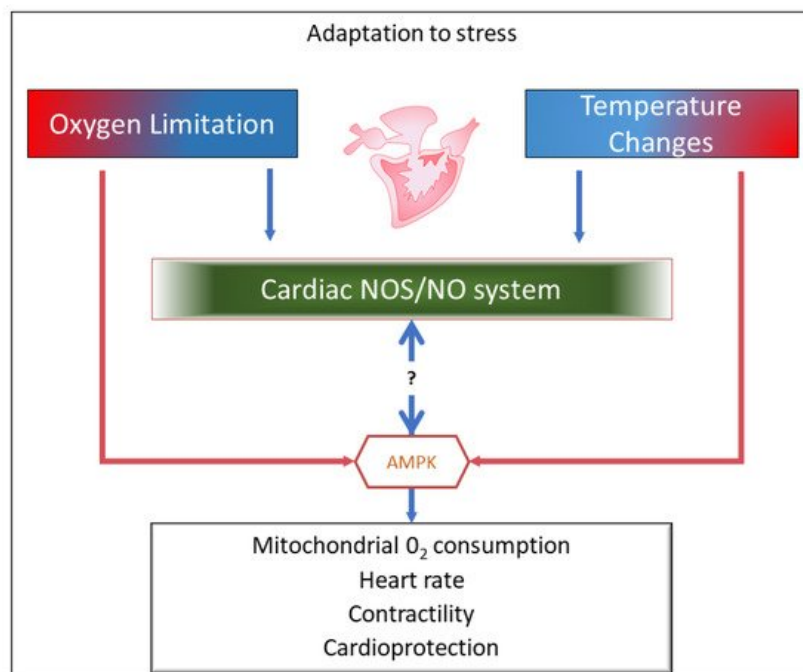 Adaptation to stress
Oxygen Limitation
Temperature
Changes
Cardiac NOS/NO system
?
AMPK
Mitochondrial 0₂ consumption
Heart rate
Contractility
Cardioprotection